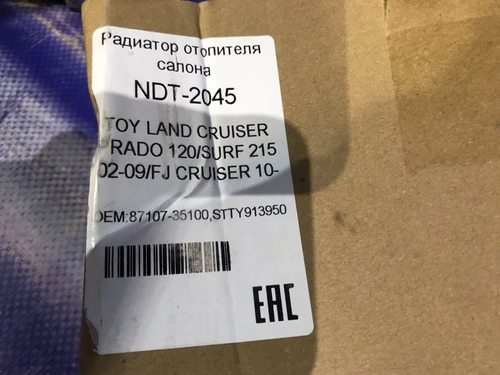 Радиатор отопителя
салона
NDT-2045
TOY LAND CRUISER
RADO 120/SURF 215
02-09/FJ CRUISER 10-
OEM:87107-35100,STTY913950
EAC